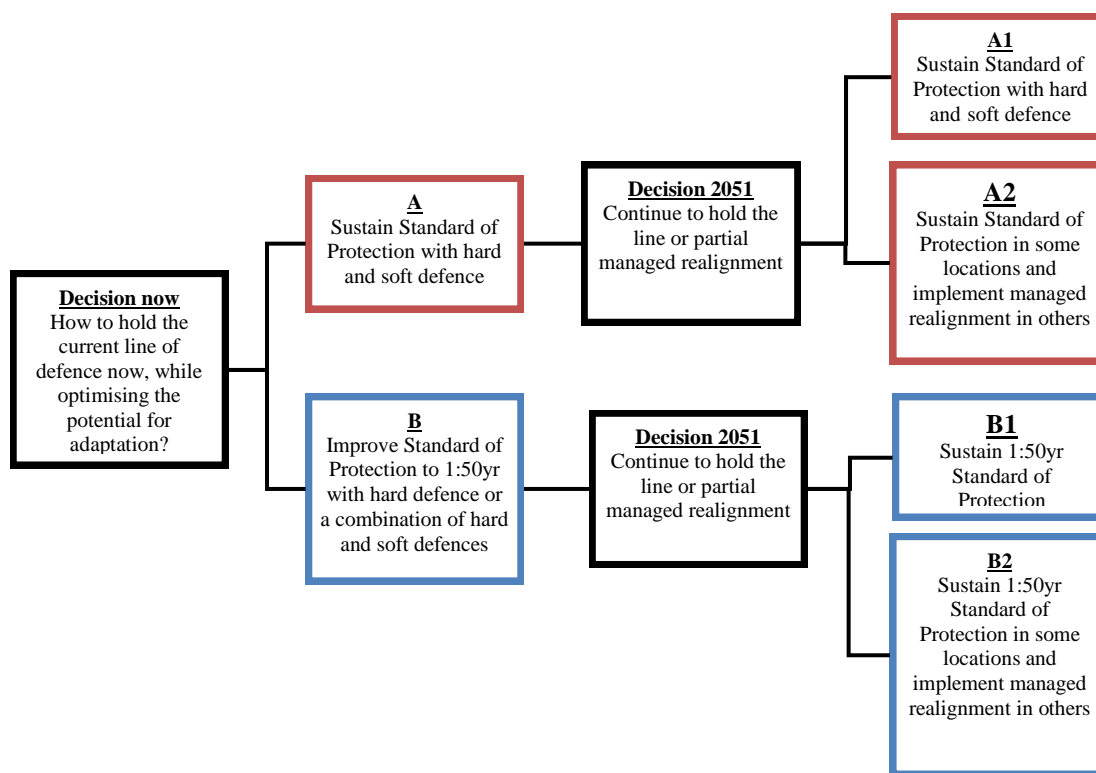 Decision now
How to hold the
current line of
defence now, while
optimising the
potential for
adaptation?
A
Sustain Standard of
Protection with hard
and soft defence
B
Improve Standard of
Protection to 1:50yr
with hard defence or
a combination of hard
and soft defences
Decision 2051
Continue to hold the
line or partial
managed realignment
Decision 2051
Continue to hold the
line or partial
managed realignment
A1
Sustain Standard of
Protection with hard
and soft defence
A2
Sustain Standard of
Protection in some
locations and
implement managed
realignment in others
B1
Sustain 1:50yr
Standard of
Protection
B2
Sustain 1:50yr
Standard of
Protection in some
locations and
implement managed
realignment in others